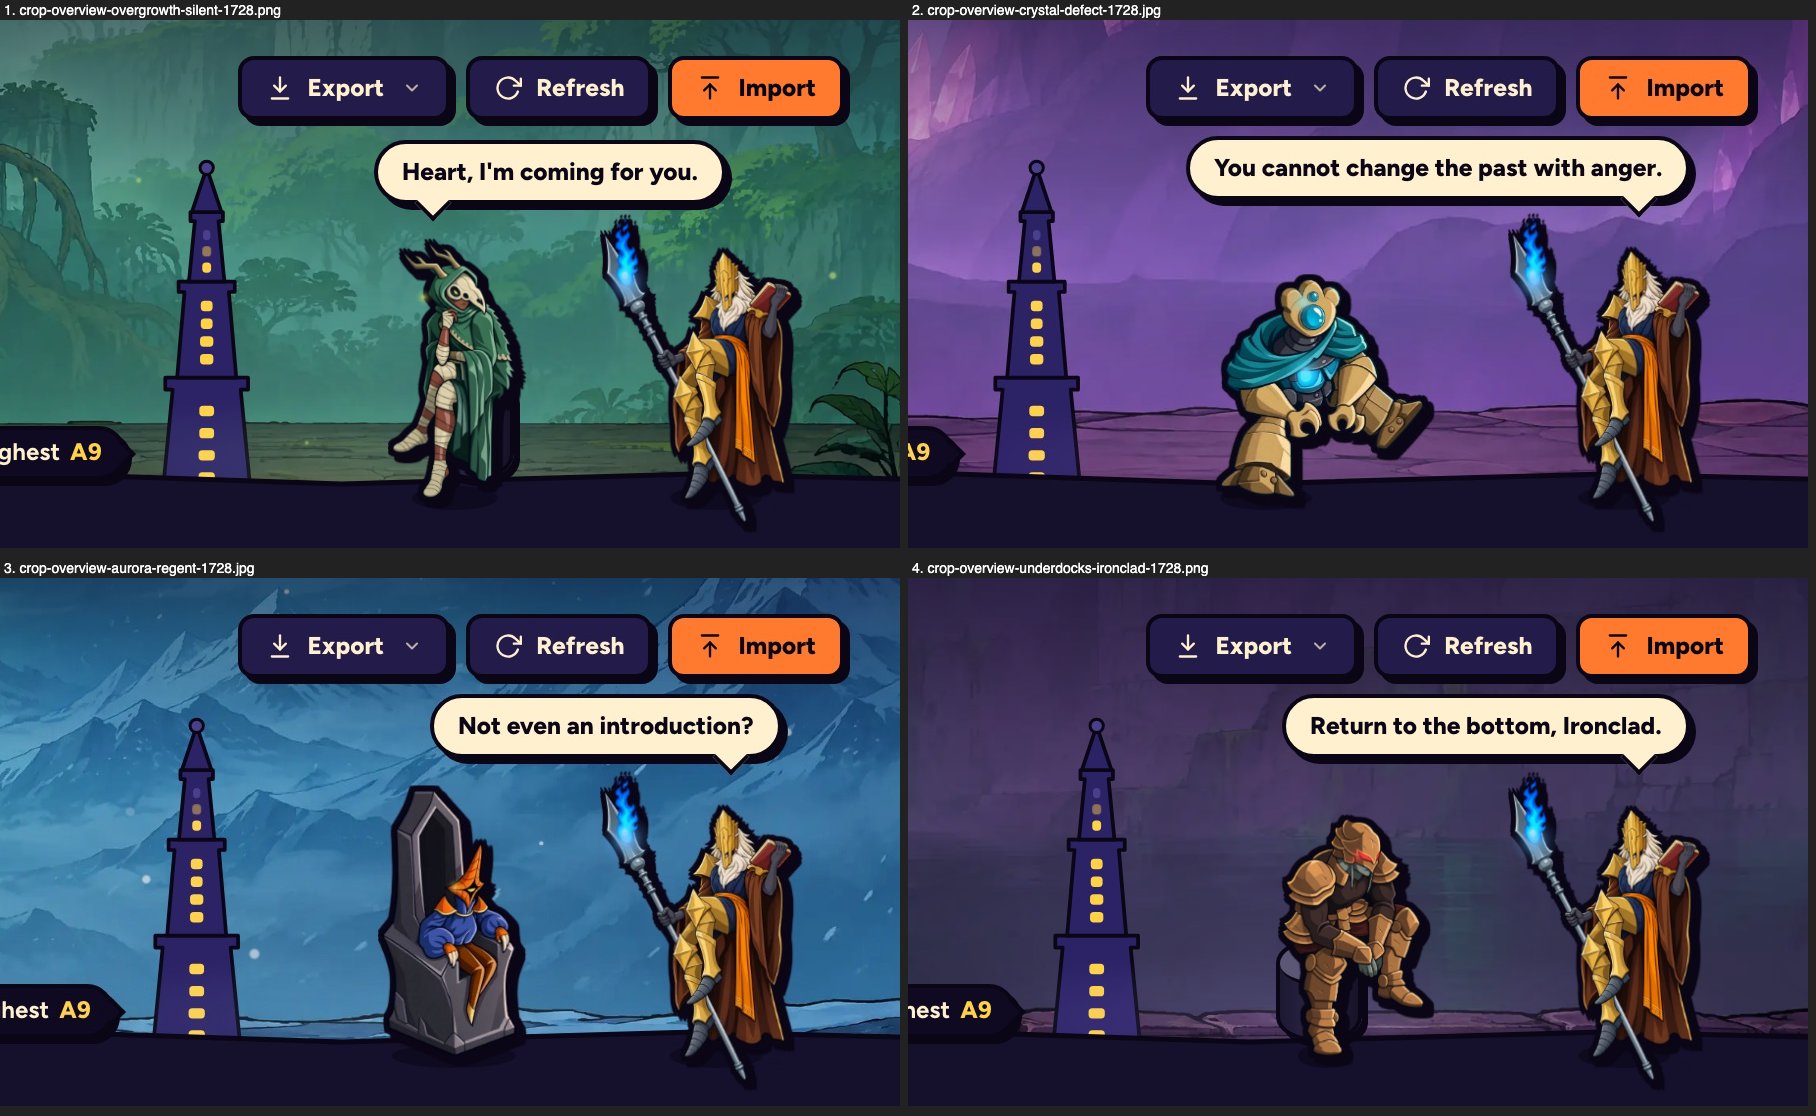 1. crop-overview-overgrowth-silent-1728.png
Export
Refresh
Import
Heart, I'm coming for you.
ghest A9
2. crop-overview-crystal-defect-1728.jpg
Export
Refresh
Import
You cannot change the past with anger.
A9
3. crop-overview-aurora-regent-1728.jpg
Export
Refresh
Import
Not even an introduction?
hest A9
4. crop-overview-underdocks-ironclad-1728.png
Export
Refresh
Import
Return to the bottom, Ironclad.
hest A9